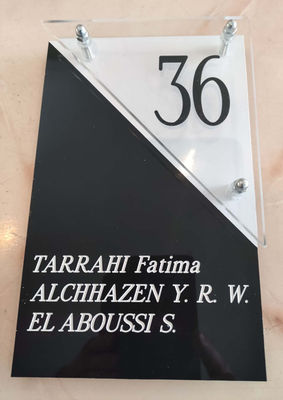 36
TARRAHI Fatima
ALCHHAZEN Y. R. W.
EL ABOUSSI S.